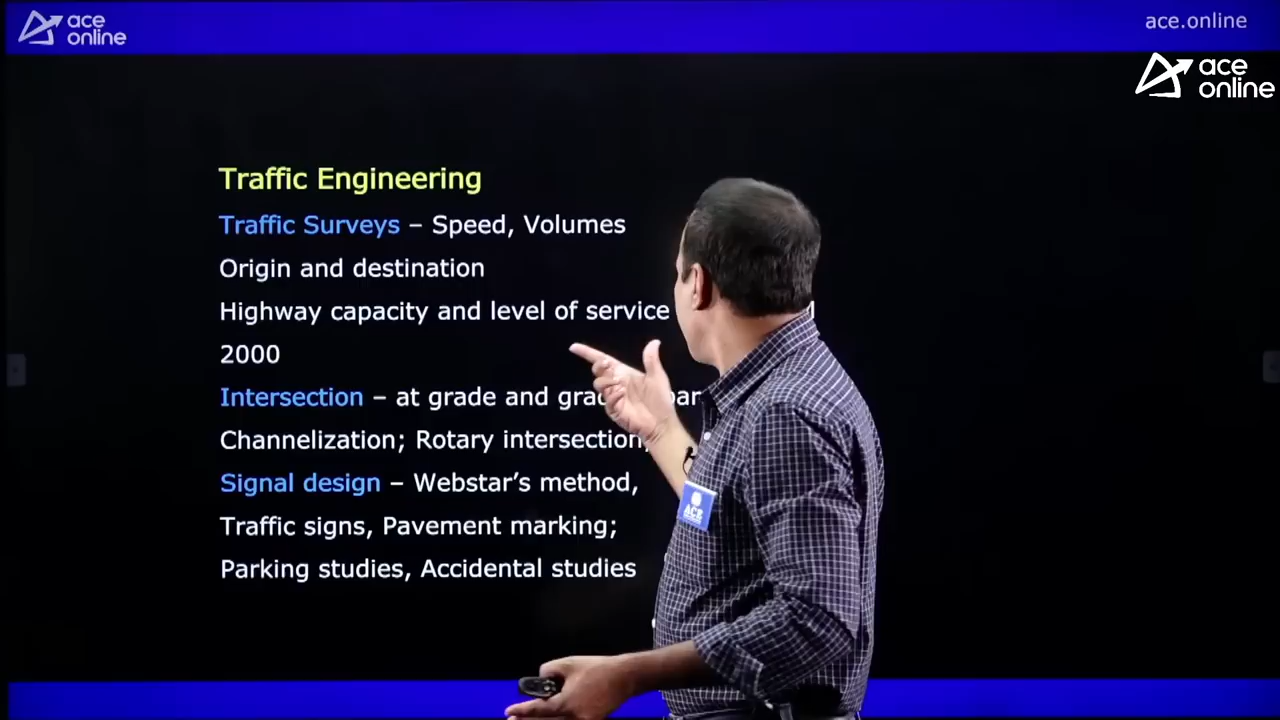 ace
online
ace.online
ace
online
Traffic Engineering
Traffic Surveys – Speed, Volumes
Origin and destination
Highway capacity and level of service
2000
Intersection – at grade and
Channelization; Rotary intersection,
Signal design – Webstar's method,
Traffic signs, Pavement marking;
Parking studies, Accidental studies
ACE